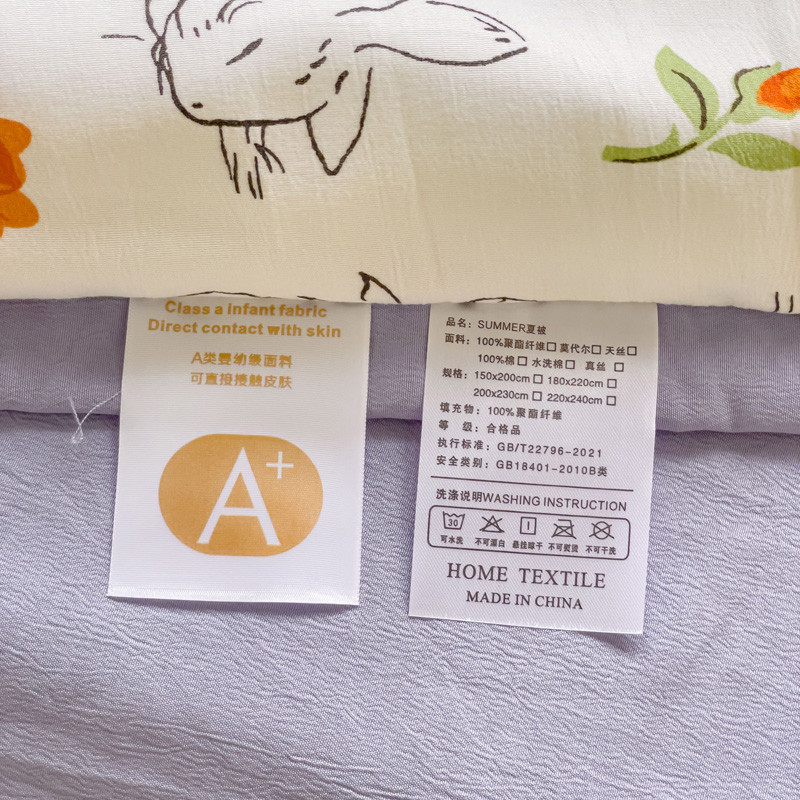 Class a infant fabric
Direct contact with skin
A类婴幼级面料
可直接接触皮肤
A+
品名：SUMMER夏被
面料：100%聚酯纤维☐ 莫代尔☐ 天丝☐
100%棉☐ 水洗棉☐ 真丝 ☐
规格：150x200cm☐ 180x220cm☐
200x230cm☐ 220x240cm☐
填充物：100%聚酯纤维
等 级：合格品
执行标准：GB/T22796-2021
安全类别：GB18401-2010B类
洗涤说明WASHING INSTRUCTION
30
可水洗 不可漂白 悬挂晾干 不可熨烫 不可干洗
HOME TEXTILE
MADE IN CHINA